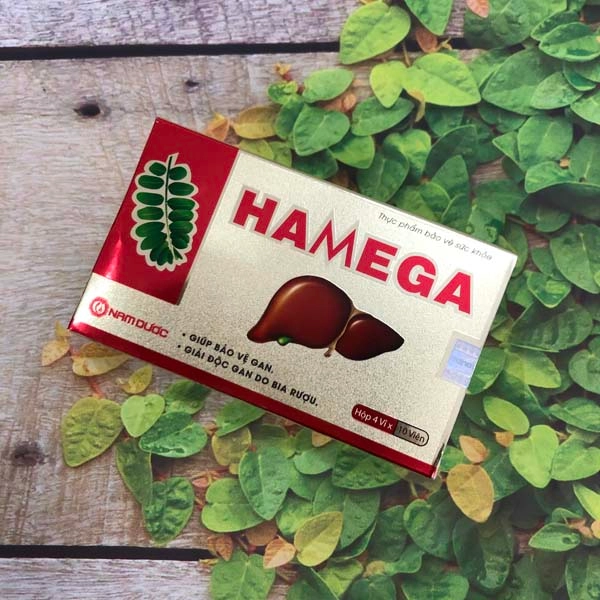 Thực phẩm bảo vệ sức khỏe
HAMEGA
NAM DƯỢC
• GIÚP BẢO VỆ GAN.
• GIẢI ĐỘC GAN DO BIA RƯỢU.
Hộp 4 Vỉ x 10 Viên